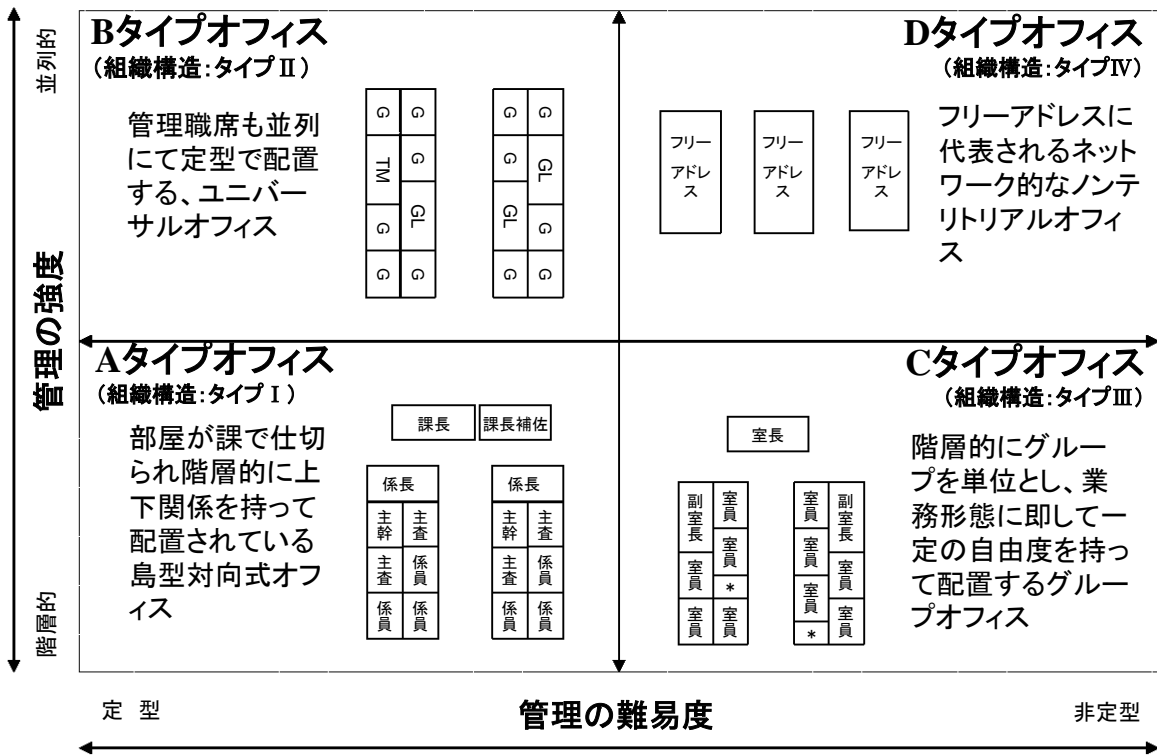 並列的
管理の強度
階層的
Bタイプオフィス
（組織構造：タイプⅡ）
管理職席も並列
にて定型で配置
する、ユニバー
サルオフィス
G
G
TM
G
G
GL
G
G
G
G
G
GL
GL
G
G
G
Dタイプオフィス
（組織構造：タイプⅣ）
フリー
アドレ
ス
フリー
アドレ
ス
フリー
アドレ
ス
フリーアドレスに
代表されるネット
ワーク的なノンテ
リトリアルオフィ
ス
Aタイプオフィス
（組織構造：タイプⅠ）
部屋が課で仕切
られ階層的に上
下関係を持って
配置されている
島型対向式オフ
ィス
課長
課長補佐
係長
主幹
主査
主査
係員
係員
係員
係長
主幹
主査
主査
係員
係員
係員
Cタイプオフィス
（組織構造：タイプⅢ）
室長
副室長
室員
室員
室員
＊
室員
室員
室員
副室長
室員
室員
室員
＊
室員
階層的にグルー
プを単位とし、業
務形態に即して一
定の自由度を持っ
て配置するグルー
プオフィス
定 型
管理の難易度
非定型